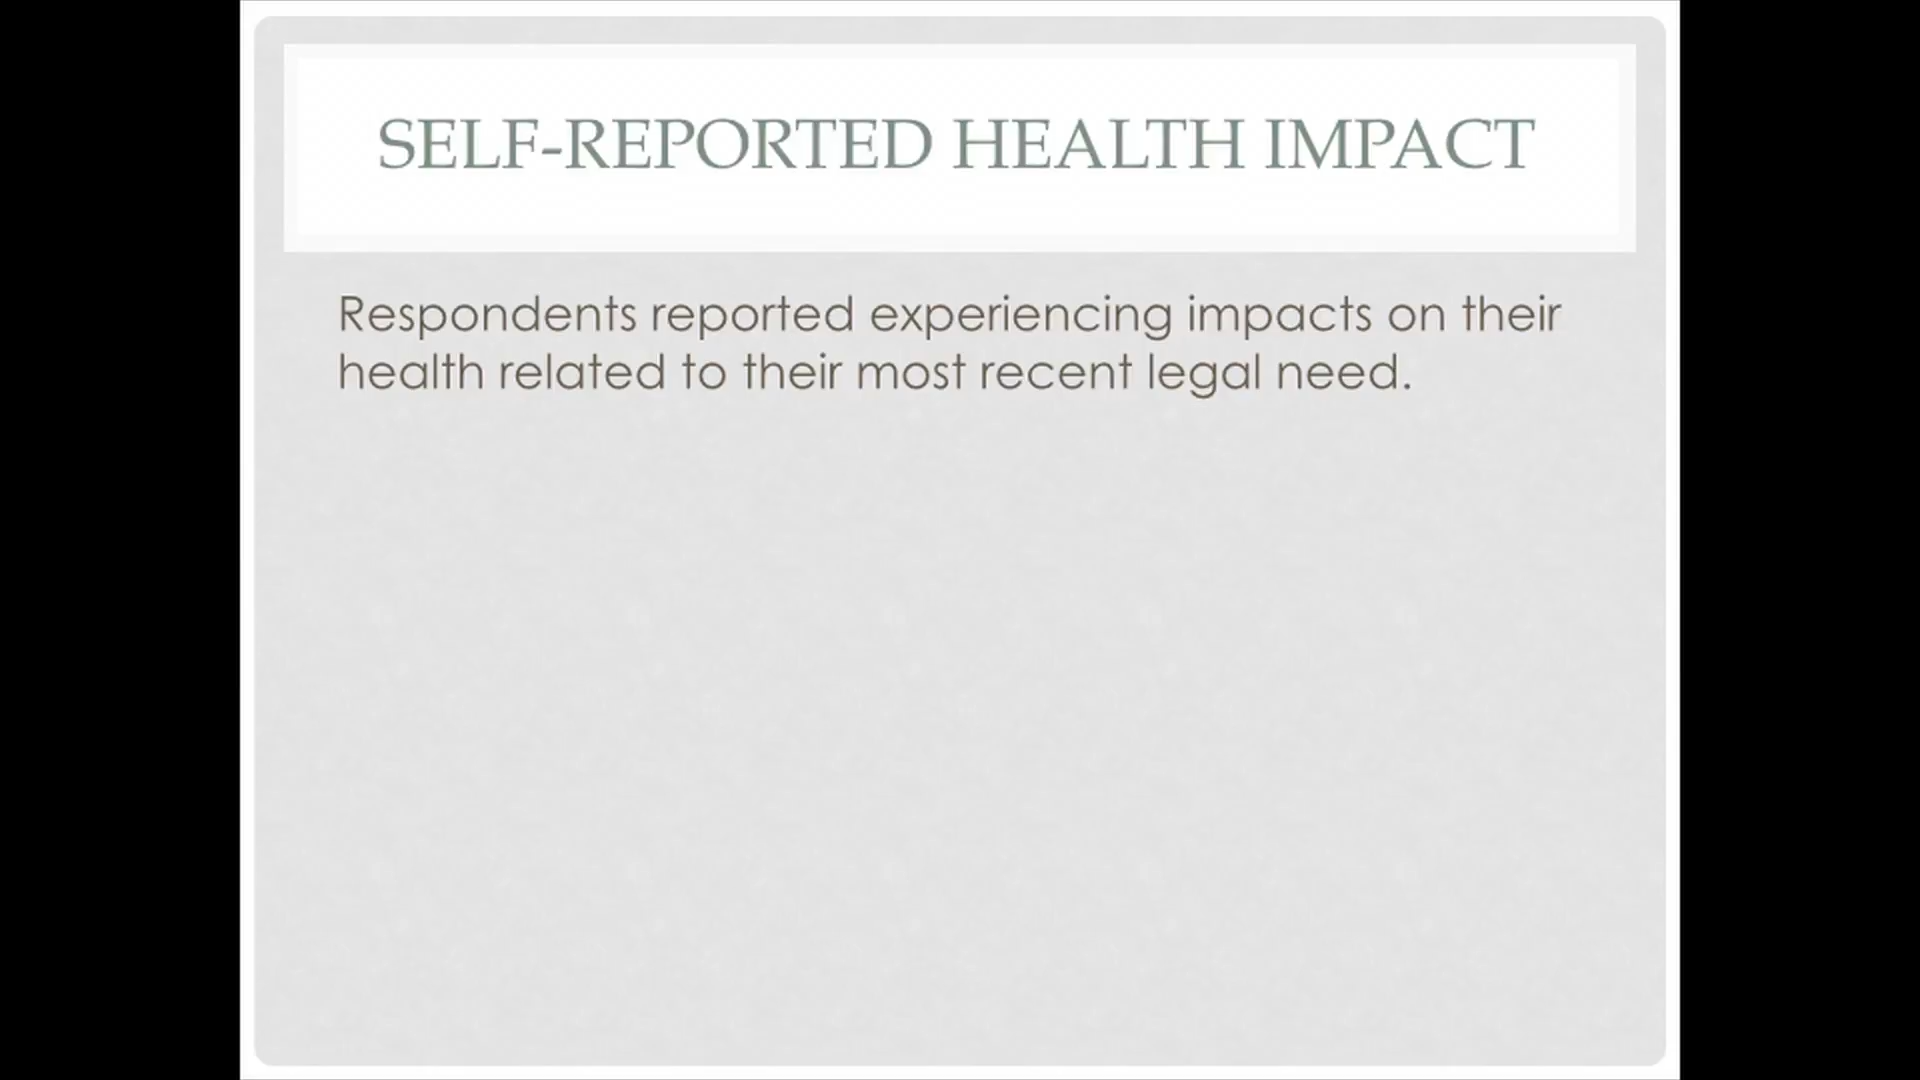 SELF-REPORTED HEALTH IMPACT
Respondents reported experiencing impacts on their
health related to their most recent legal need.